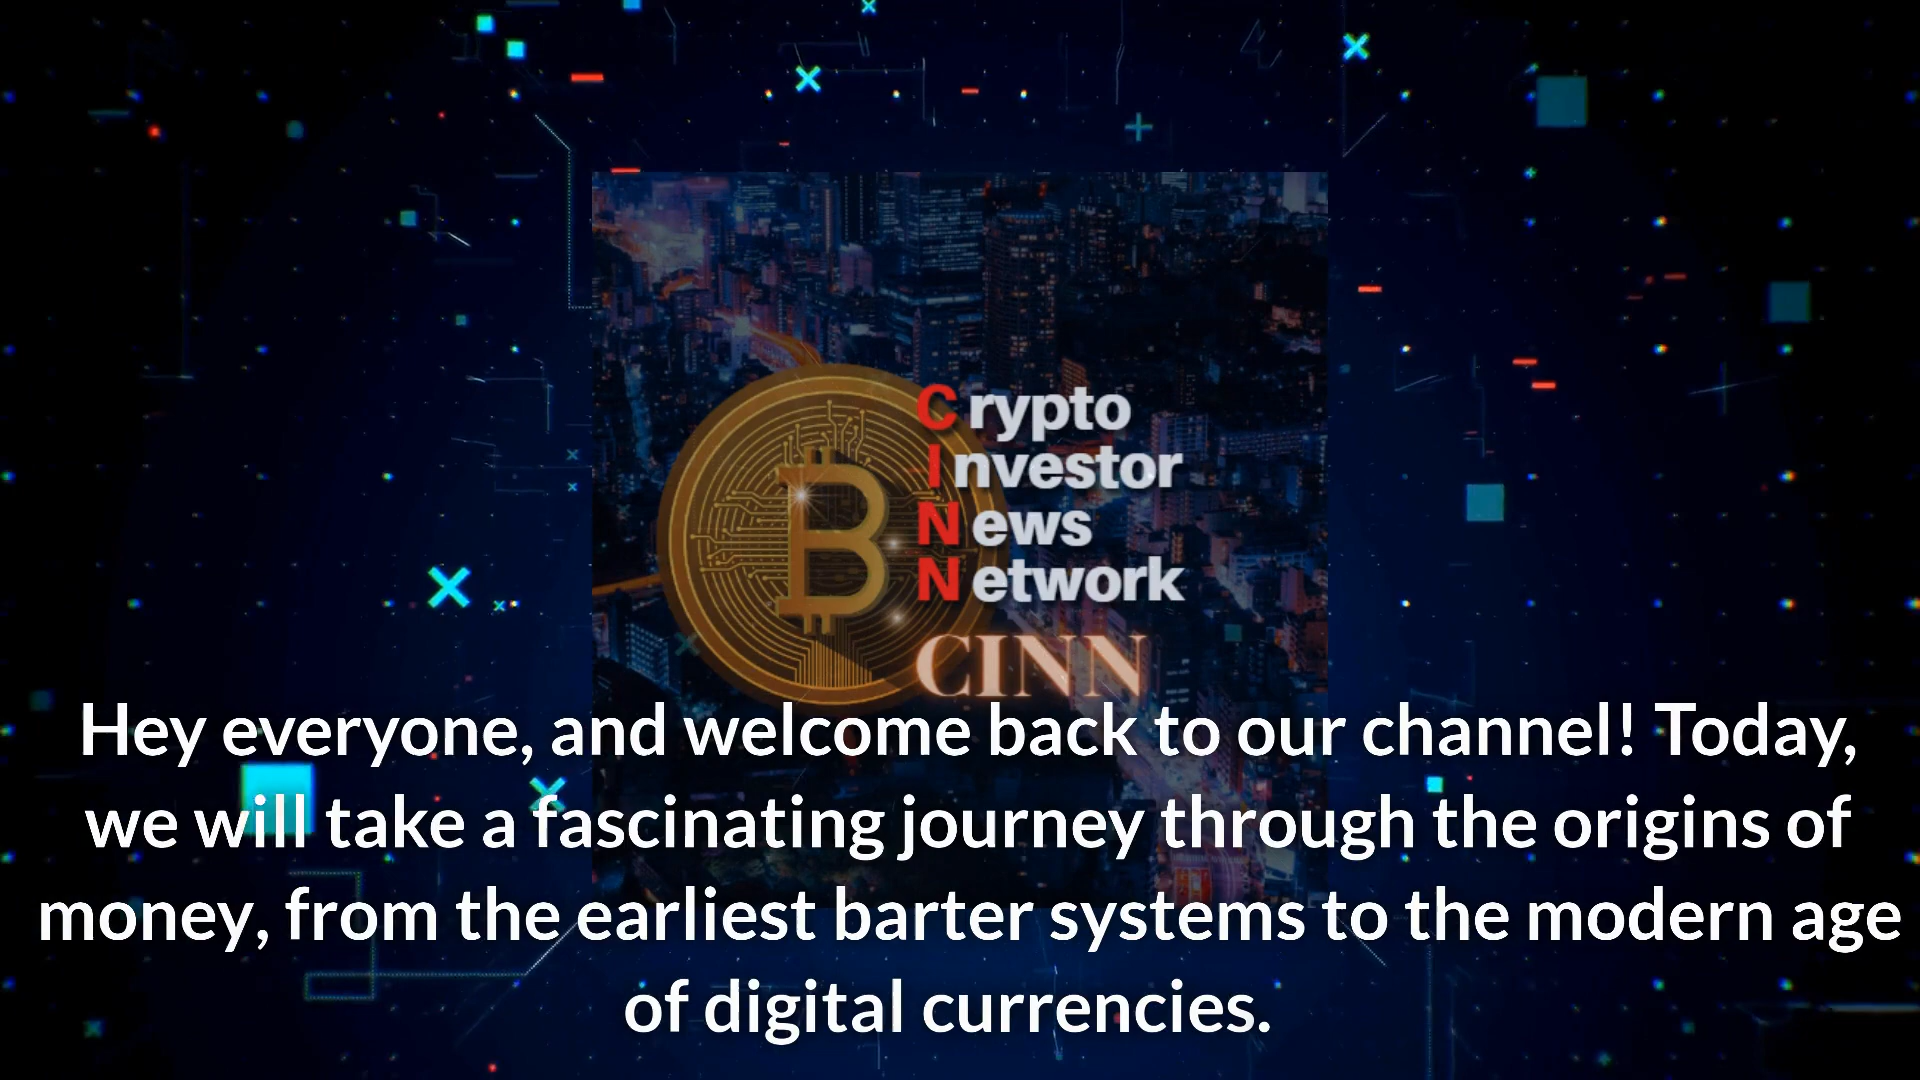 Crypto
Investor
News
Network
CINN
Hey everyone, and welcome back to our channel! Today,
we will take a fascinating journey through the origins of
money, from the earliest barter systems to the modern age
of digital currencies.